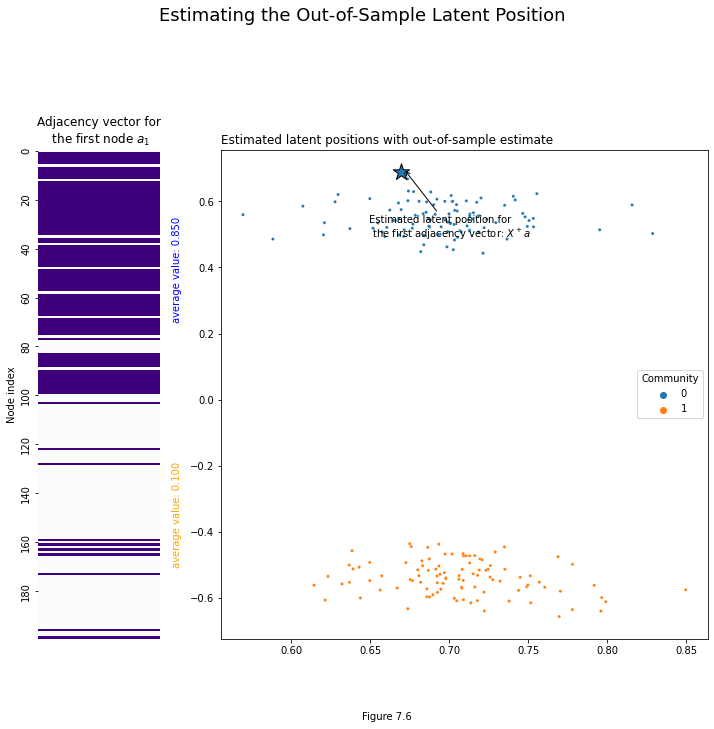 Estimating the Out-of-Sample Latent Position
Adjacency vector for
the first node a₁
Estimated latent positions with out-of-sample estimate
0
20
40
60
80
100
120
140
160
180
Node index
average value: 0.850
average value: 0.100
0.6
0.4
0.2
0.0
−0.2
−0.4
−0.6
Estimated latent position for
the first adjacency vector: X⁺a
Community
0
1
0.60
0.65
0.70
0.75
0.80
0.85
Figure 7.6